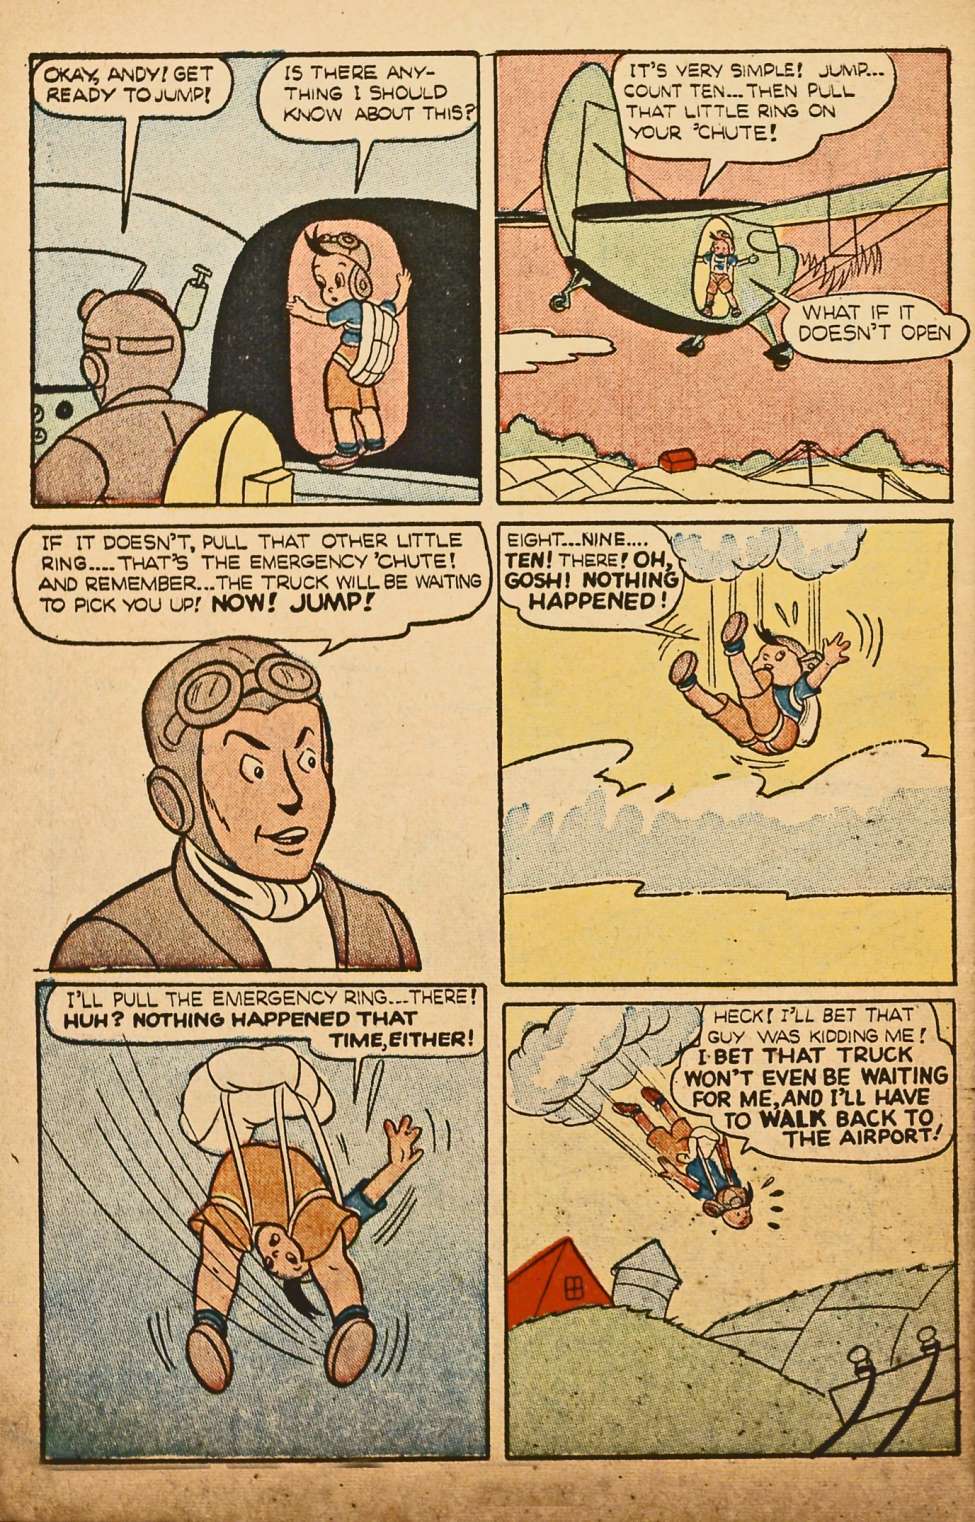 OKAY, ANDY! GET
READY TO JUMP!
IS THERE ANY-
THING I SHOULD
KNOW ABOUT THIS?
IT'S VERY SIMPLE! JUMP...
COUNT TEN...THEN PULL
THAT LITTLE RING ON
YOUR 'CHUTE!
WHAT IF IT
DOESN'T OPEN
IF IT DOESN'T, PULL THAT OTHER LITTLE
RING....THAT'S THE EMERGENCY 'CHUTE!
AND REMEMBER...THE TRUCK WILL BE WAITING
TO PICK YOU UP! NOW! JUMP!
EIGHT...NINE....
TEN! THERE! OH,
GOSH! NOTHING
HAPPENED!
I'LL PULL THE EMERGENCY RING...THERE!
HUH? NOTHING HAPPENED THAT
TIME, EITHER!
HECK! I'LL BET THAT
GUY WAS KIDDING ME!
I BET THAT TRUCK
WON'T EVEN BE WAITING
FOR ME, AND I'LL HAVE
TO WALK BACK TO
THE AIRPORT!